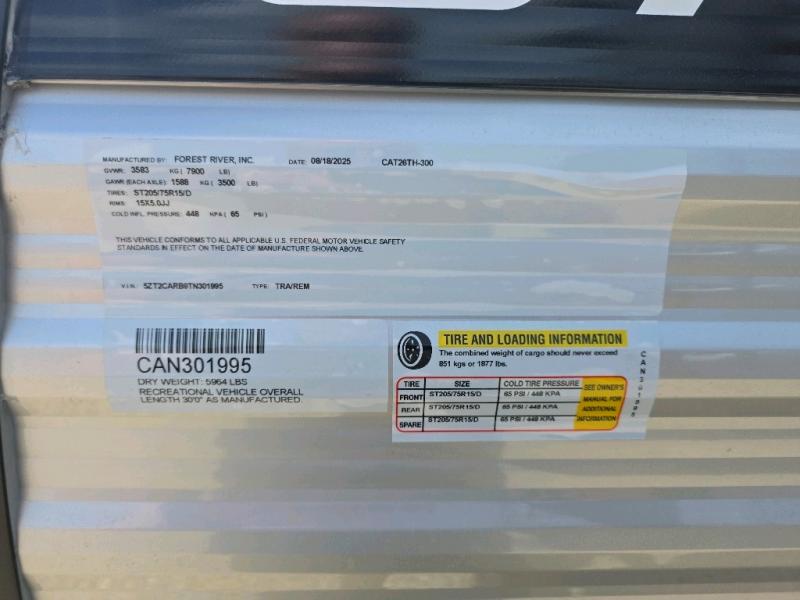 MANUFACTURED BY: FOREST RIVER, INC. DATE: 08/18/2025 CAT26TH-300
GVWR: 3583 KG ( 7900 LB)
GAWR (EACH AXLE): 1588 KG ( 3500 LB)
TIRES: ST205/75R15/D
RIMS: 15X5.0JJ
COLD INFL. PRESSURE: 448 KPA ( 65 PSI )
THIS VEHICLE CONFORMS TO ALL APPLICABLE U.S. FEDERAL MOTOR VEHICLE SAFETY
STANDARDS IN EFFECT ON THE DATE OF MANUFACTURE SHOWN ABOVE.
V.I.N.: 5ZT2CARB9TN301995 TYPE: TRA/REM
CAN301995
DRY WEIGHT: 5964 LBS
RECREATIONAL VEHICLE OVERALL
LENGTH 30'0" AS MANUFACTURED.
TIRE AND LOADING INFORMATION
The combined weight of cargo should never exceed
851 kgs or 1877 lbs.
TIRE SIZE COLD TIRE PRESSURE
FRONT ST205/75R15/D 65 PSI / 448 KPA
REAR ST205/75R15/D 65 PSI / 448 KPA
SPARE ST205/75R15/D 65 PSI / 448 KPA
SEE OWNER'S
MANUAL FOR
ADDITIONAL
INFORMATION
CAN301995